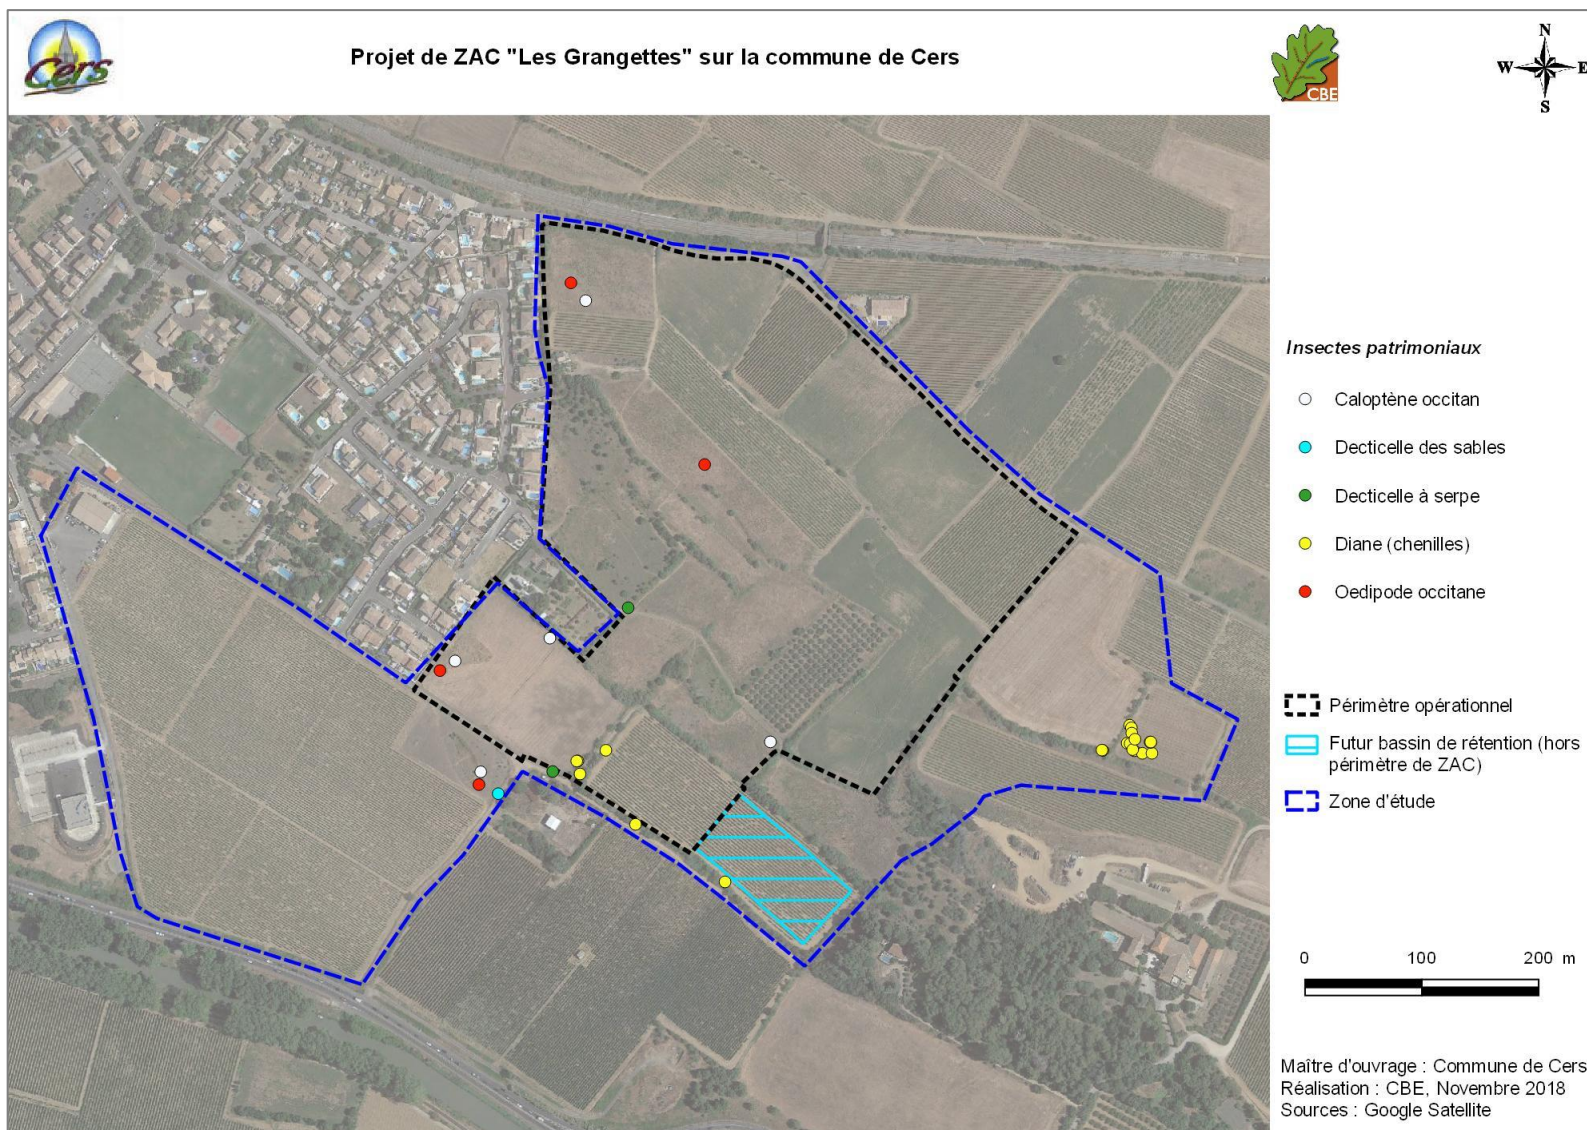 Cers
Projet de ZAC "Les Grangettes" sur la commune de Cers
CBE
N
W E
S
Insectes patrimoniaux
Caloptène occitan
Decticelle des sables
Decticelle à serpe
Diane (chenilles)
Oedipode occitane
Périmètre opérationnel
Futur bassin de rétention (hors
périmètre de ZAC)
Zone d'étude
0 100 200 m
Maître d'ouvrage : Commune de Cers
Réalisation : CBE, Novembre 2018
Sources : Google Satellite